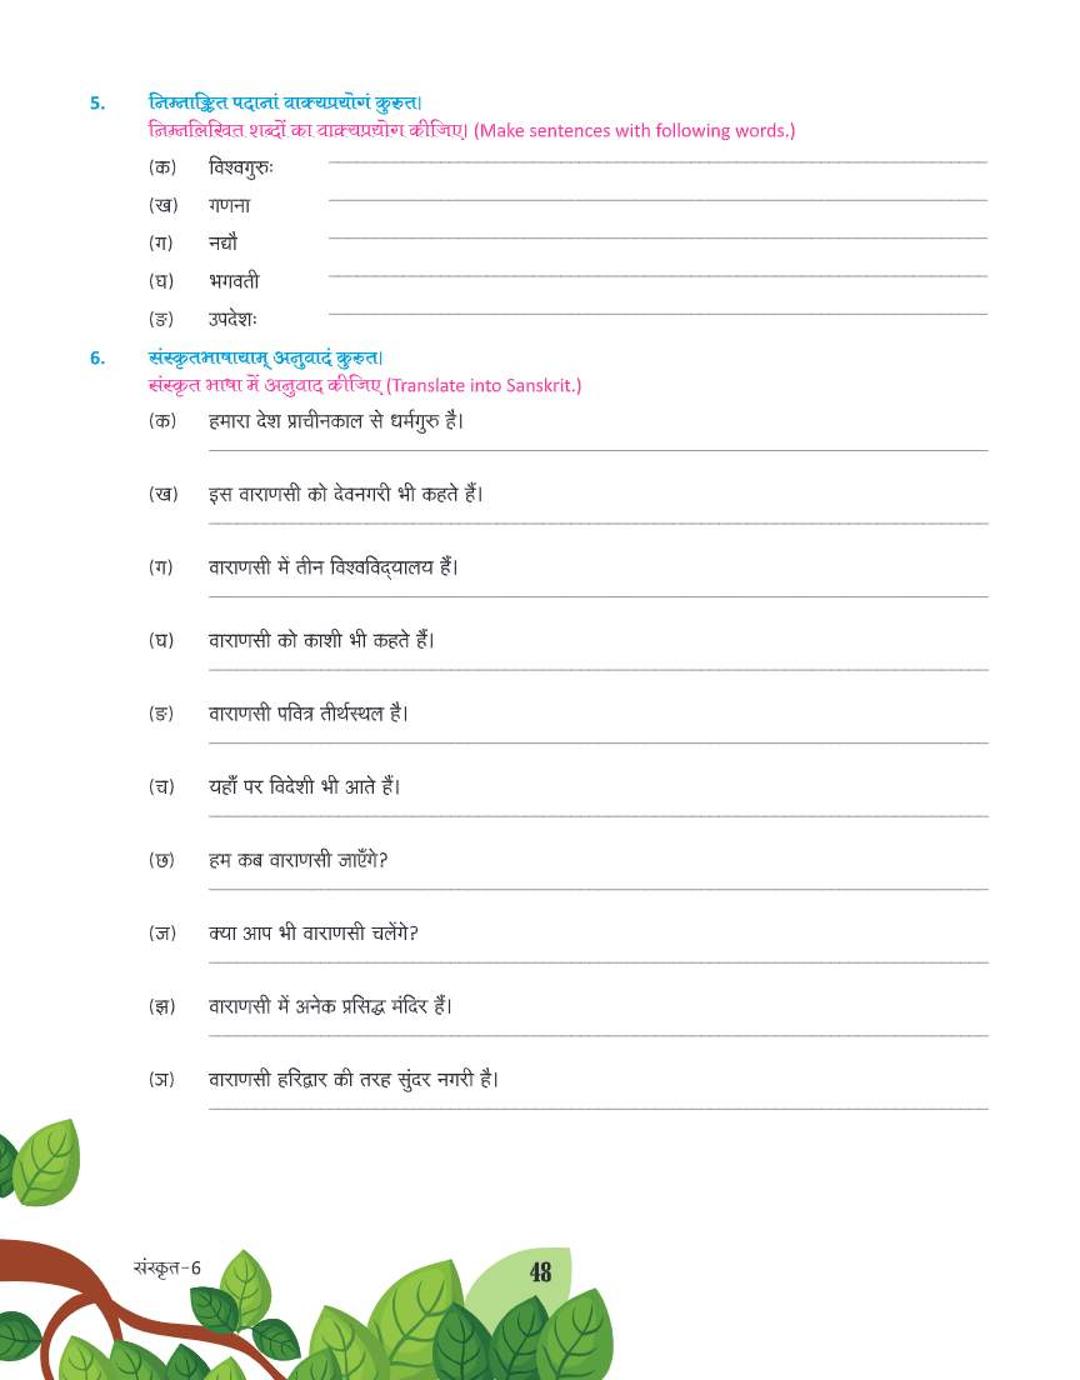 5. निम्नाङ्कित पदानां वाक्यप्रयोगं कुरुत।
निम्नलिखित शब्दों का वाक्यप्रयोग कीजिए। (Make sentences with following words.)
(क) विश्वगुरुः
(ख) गणना
(ग) नद्यौ
(घ) भगवती
(ङ) उपदेशः
6. संस्कृतभाषायाम् अनुवादं कुरुत।
संस्कृत भाषा में अनुवाद कीजिए (Translate into Sanskrit.)
(क) हमारा देश प्राचीनकाल से धर्मगुरु है।
(ख) इस वाराणसी को देवनगरी भी कहते हैं।
(ग) वाराणसी में तीन विश्वविद्‌यालय हैं।
(घ) वाराणसी को काशी भी कहते हैं।
(ङ) वाराणसी पवित्र तीर्थस्थल है।
(च) यहाँ पर विदेशी भी आते हैं।
(छ) हम कब वाराणसी जाएँगे?
(ज) क्या आप भी वाराणसी चलेंगे?
(झ) वाराणसी में अनेक प्रसिद्ध मंदिर हैं।
(ञ) वाराणसी हरिद्वार की तरह सुंदर नगरी है।
संस्कृत-6 48